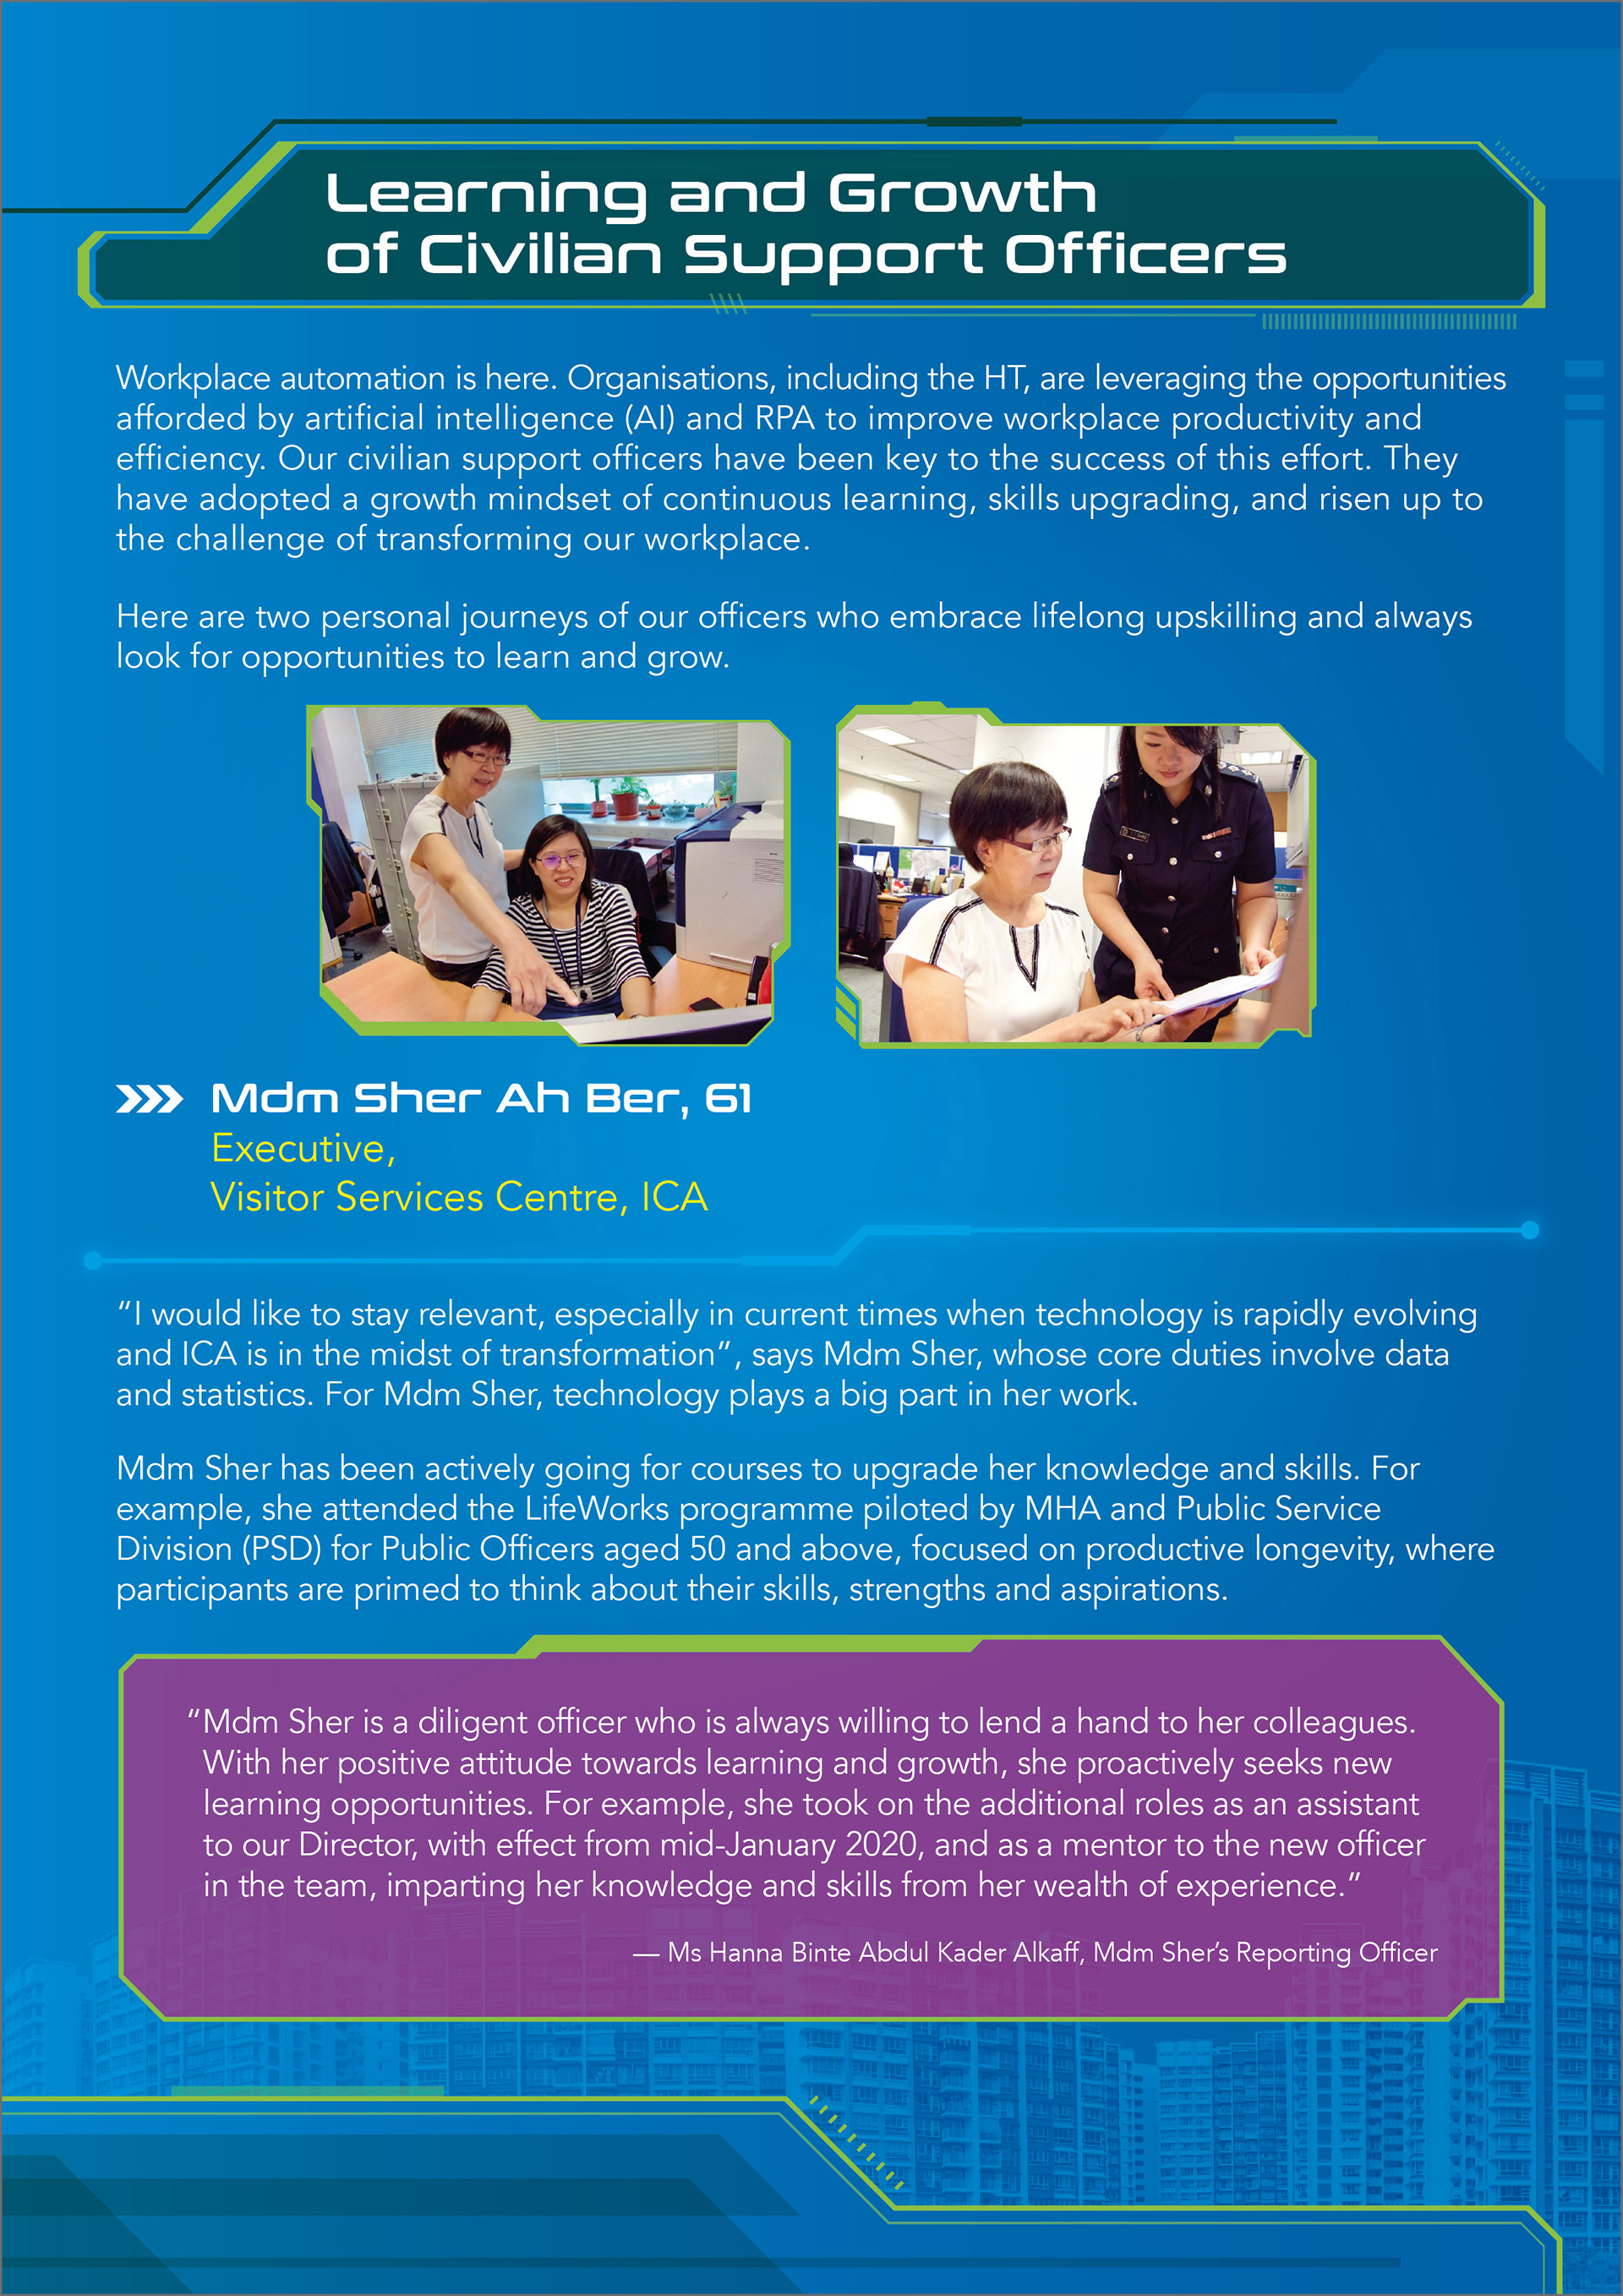 Learning and Growth
of Civilian Support Officers
Workplace automation is here. Organisations, including the HT, are leveraging the opportunities
afforded by artificial intelligence (AI) and RPA to improve workplace productivity and
efficiency. Our civilian support officers have been key to the success of this effort. They
have adopted a growth mindset of continuous learning, skills upgrading, and risen up to
the challenge of transforming our workplace.
Here are two personal journeys of our officers who embrace lifelong upskilling and always
look for opportunities to learn and grow.
Mdm Sher Ah Ber, 61
Executive,
Visitor Services Centre, ICA
“I would like to stay relevant, especially in current times when technology is rapidly evolving
and ICA is in the midst of transformation”, says Mdm Sher, whose core duties involve data
and statistics. For Mdm Sher, technology plays a big part in her work.
Mdm Sher has been actively going for courses to upgrade her knowledge and skills. For
example, she attended the LifeWorks programme piloted by MHA and Public Service
Division (PSD) for Public Officers aged 50 and above, focused on productive longevity, where
participants are primed to think about their skills, strengths and aspirations.
“Mdm Sher is a diligent officer who is always willing to lend a hand to her colleagues.
With her positive attitude towards learning and growth, she proactively seeks new
learning opportunities. For example, she took on the additional roles as an assistant
to our Director, with effect from mid-January 2020, and as a mentor to the new officer
in the team, imparting her knowledge and skills from her wealth of experience.”
— Ms Hanna Binte Abdul Kader Alkaff, Mdm Sher’s Reporting Officer